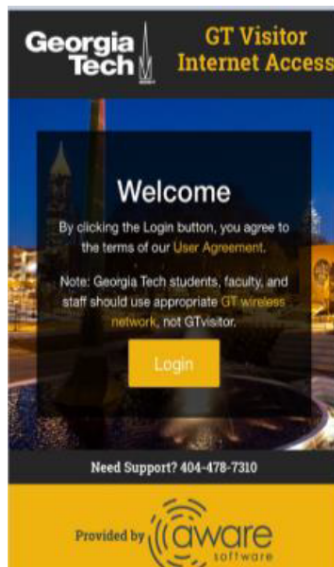 Georgia
Tech
GT Visitor
Internet Access
Welcome
By clicking the Login button, you agree to
the terms of our User Agreement.
Note: Georgia Tech students, faculty, and
staff should use appropriate GT wireless
network, not GTvisitor.
Login
Need Support? 404-478-7310
Provided by aware
software